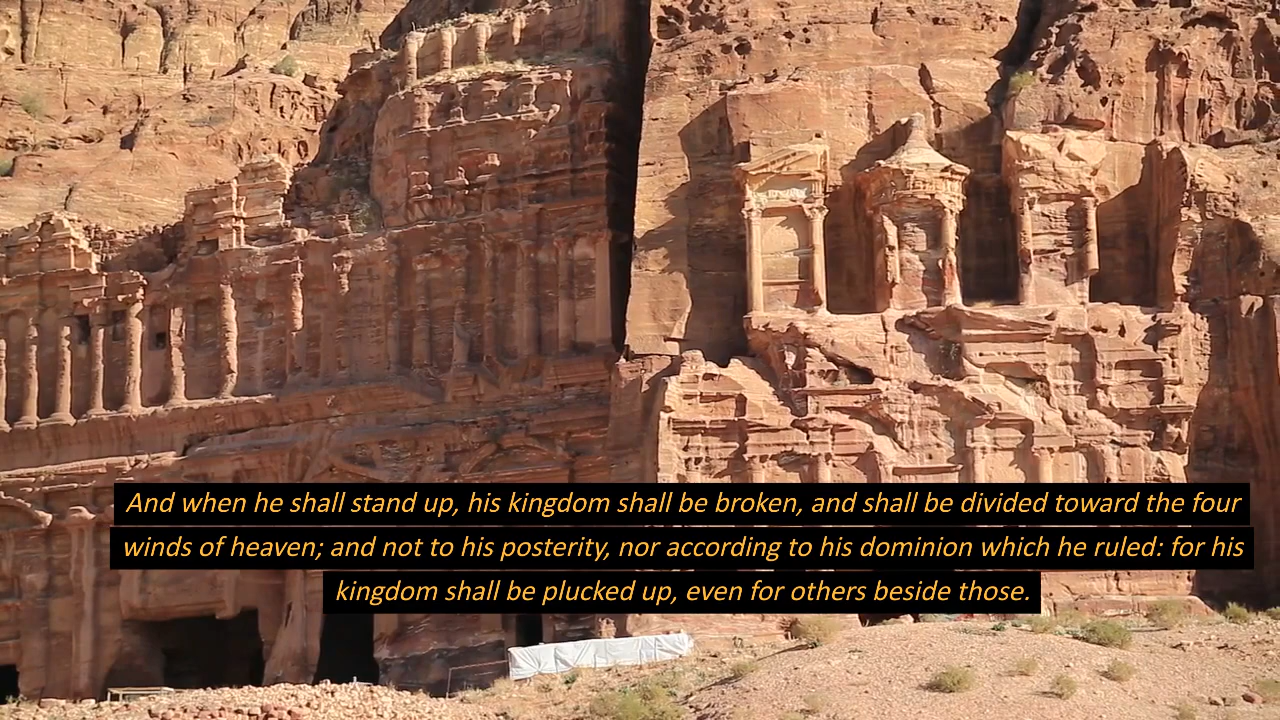 And when he shall stand up, his kingdom shall be broken, and shall be divided toward the four
winds of heaven; and not to his posterity, nor according to his dominion which he ruled: for his
kingdom shall be plucked up, even for others beside those.